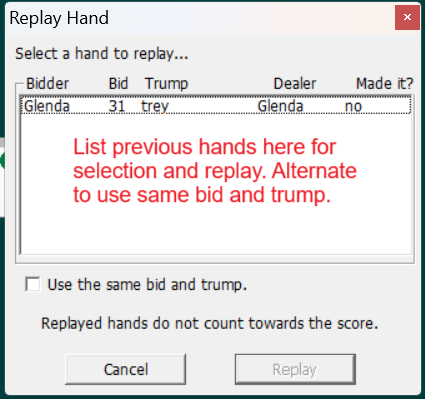 Replay Hand
Select a hand to replay...
Bidder Bid Trump Dealer Made it?
Glenda 31 trey Glenda no
List previous hands here for
selection and replay. Alternate
to use same bid and trump.
Use the same bid and trump.
Replayed hands do not count towards the score.
Cancel Replay